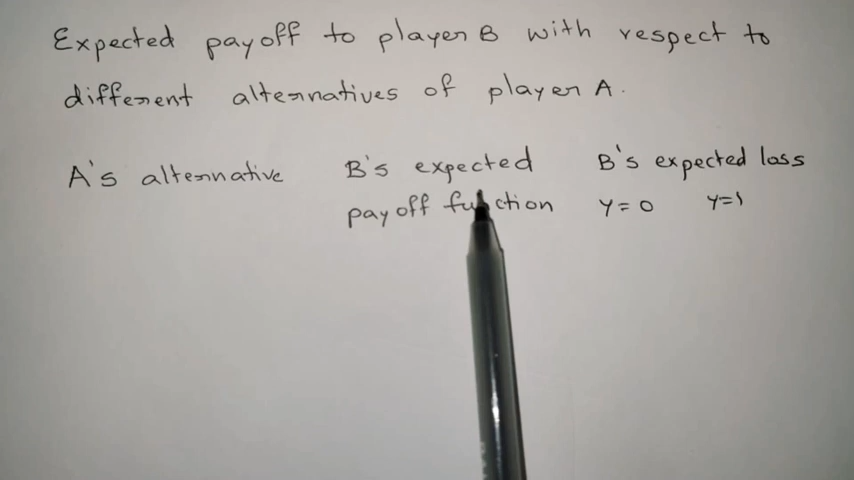 Expected payoff to player B with respect to
different alternatives of player A.
A's alternative B's expected B's expected loss
payoff function y = 0 y=1